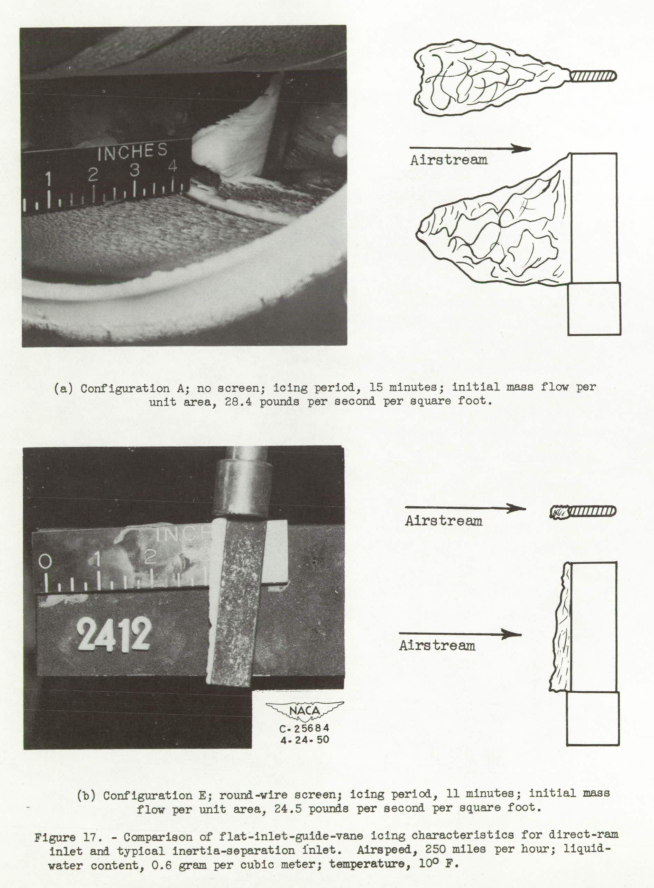 INCHES
1 2 3 4
Airstream
(a) Configuration A; no screen; icing period, 15 minutes; initial mass flow per
unit area, 28.4 pounds per second per square foot.
INCH
0 1 2
2412
Airstream
Airstream
NACA
C-25684
4-24-50
(b) Configuration E; round-wire screen; icing period, 11 minutes; initial mass
flow per unit area, 24.5 pounds per second per square foot.
Figure 17. - Comparison of flat-inlet-guide-vane icing characteristics for direct-ram
inlet and typical inertia-separation inlet. Airspeed, 250 miles per hour; liquid-
water content, 0.6 gram per cubic meter; temperature, 10° F.